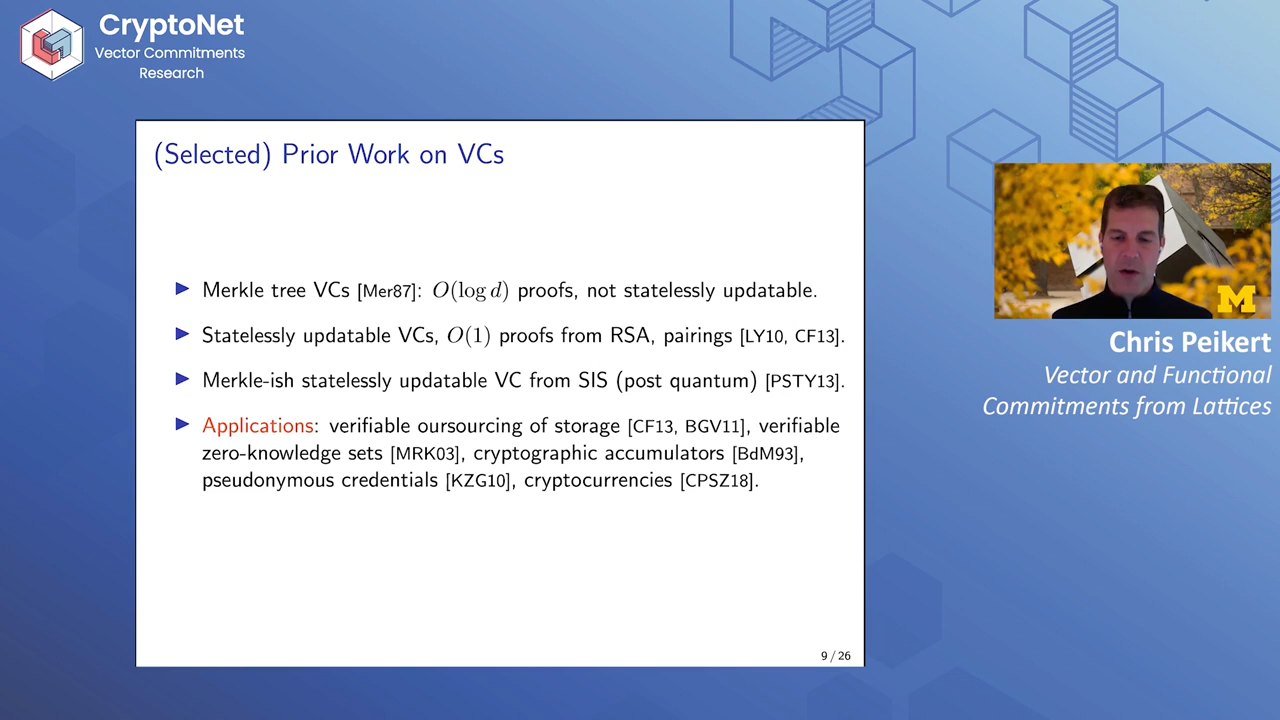 CryptoNet
Vector Commitments
Research
(Selected) Prior Work on VCs
▶ Merkle tree VCs [Mer87]: O(log d) proofs, not statelessly updatable.
▶ Statelessly updatable VCs, O(1) proofs from RSA, pairings [LY10, CF13].
▶ Merkle-ish statelessly updatable VC from SIS (post quantum) [PSTY13].
▶ Applications: verifiable oursourcing of storage [CF13, BGV11], verifiable
zero-knowledge sets [MRK03], cryptographic accumulators [BdM93],
pseudonymous credentials [KZG10], cryptocurrencies [CPSZ18].
9 / 26
M
Chris Peikert
Vector and Functional
Commitments from Lattices